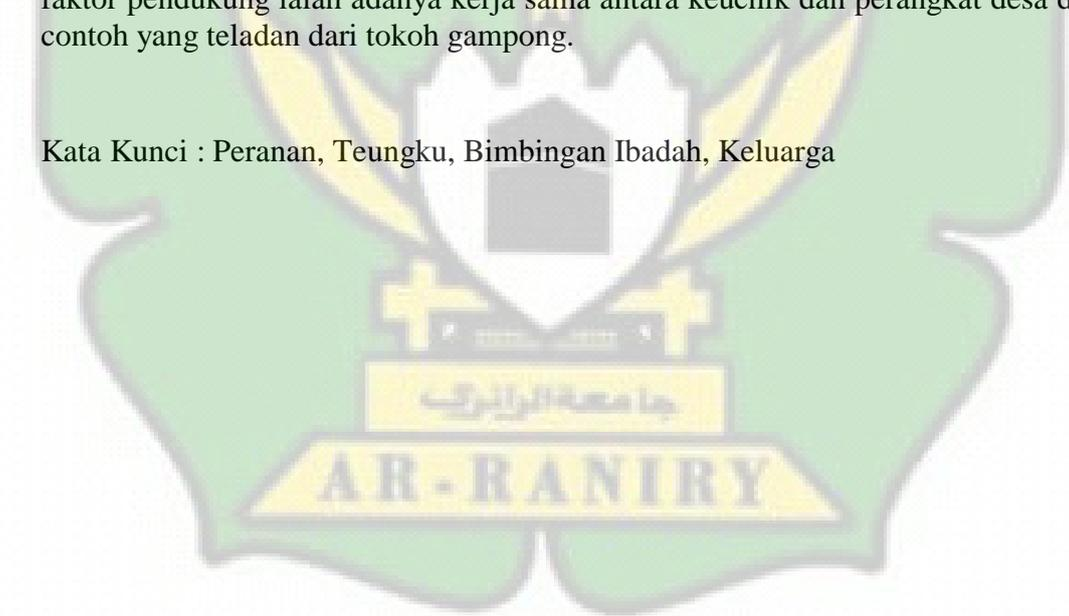 faktor pendukung ialah adanya kerja sama antara keuchik dan perangkat desa
contoh yang teladan dari tokoh gampong.
Kata Kunci : Peranan, Teungku, Bimbingan Ibadah, Keluarga
جامعة الرانري
AR-RANIRY